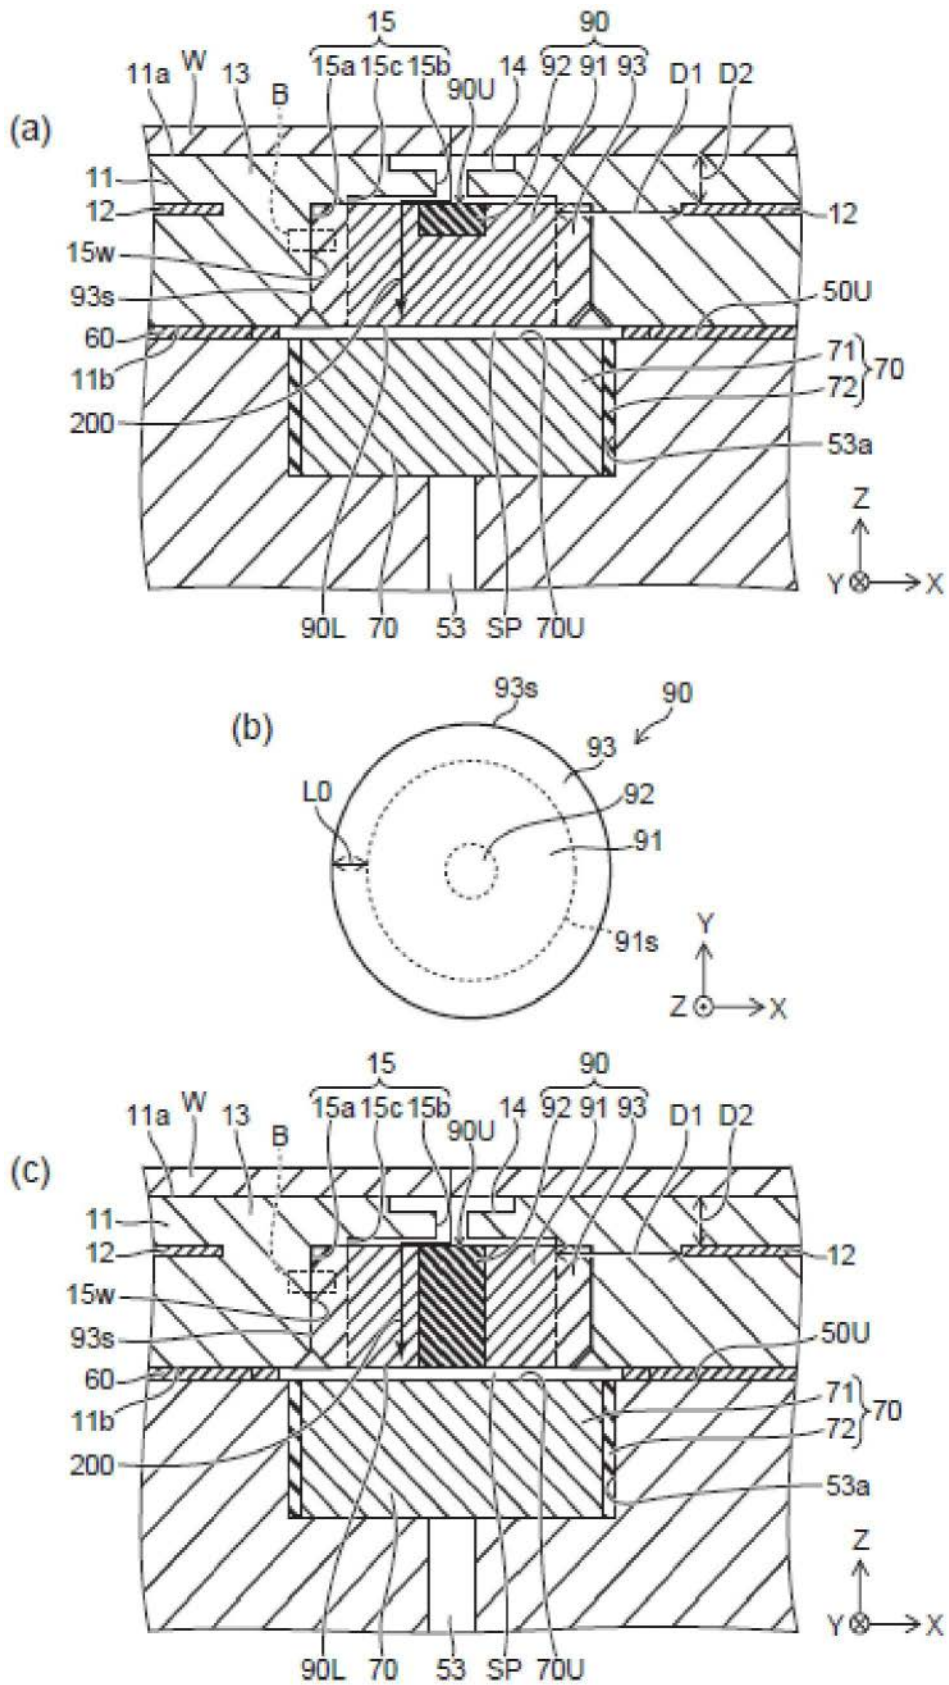 15 90
15a 15c 15b 14 92 91 93 D1 D2
11a W 13 B 90U
(a)
11
12 12
15w
93s 50U
60 71 70
11b 72
200 53a
Z
Y X
90L 70 53 SP 70U
(b) 93s 90
93
L0 92
91
91s
Y
Z X
15 90
15a 15c 15b 14 92 91 93 D1 D2
11a W 13 B 90U
(c)
11
12 12
15w
93s 50U
60 71 70
11b 72
200 53a
Z
Y X
90L 70 53 SP 70U